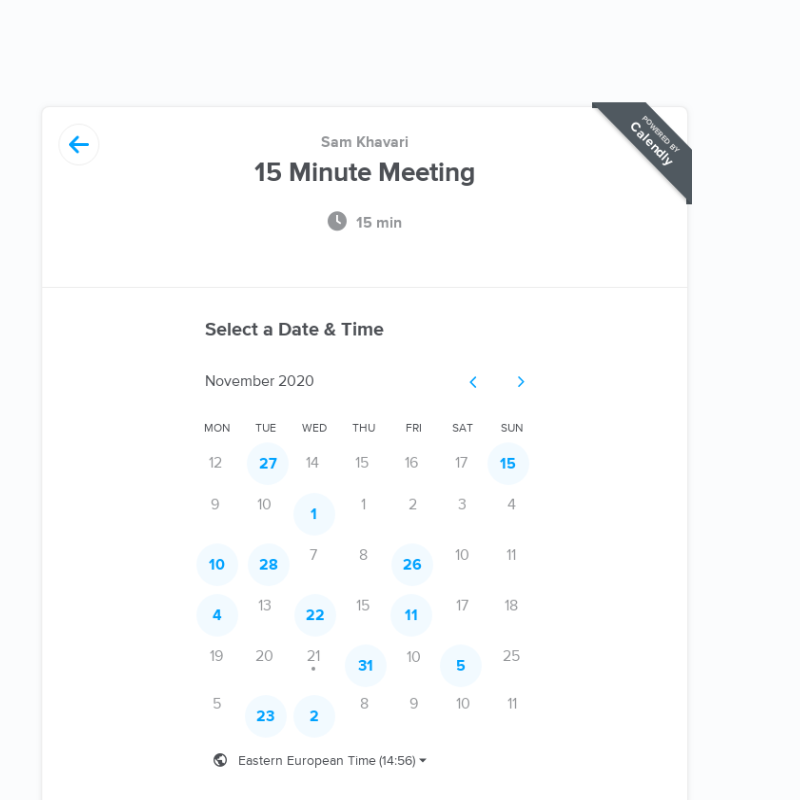 POWERED BY
Calendly
Sam Khavari
15 Minute Meeting
15 min
Select a Date & Time
November 2020
MON TUE WED THU FRI SAT SUN
12 27 14 15 16 17 15
9 10 1 1 2 3 4
10 28 7 8 26 10 11
4 13 22 15 11 17 18
19 20 21 31 10 5 25
5 23 2 8 9 10 11
Eastern European Time (14:56)